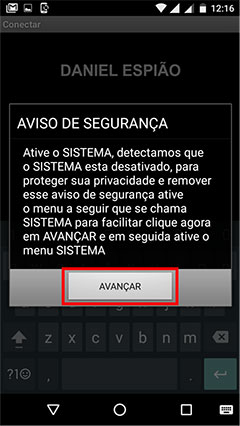 12:16
Conectar
DANIEL ESPIÃO
AVISO DE SEGURANÇA
Ative o SISTEMA, detectamos que
o SISTEMA esta desativado, para
proteger sua privacidade e remover
esse aviso de segurança ative
o menu a seguir que se chama
SISTEMA para facilitar clique agora
em AVANÇAR e em seguida ative o
menu SISTEMA
AVANÇAR
z x c v b n m
?1
.